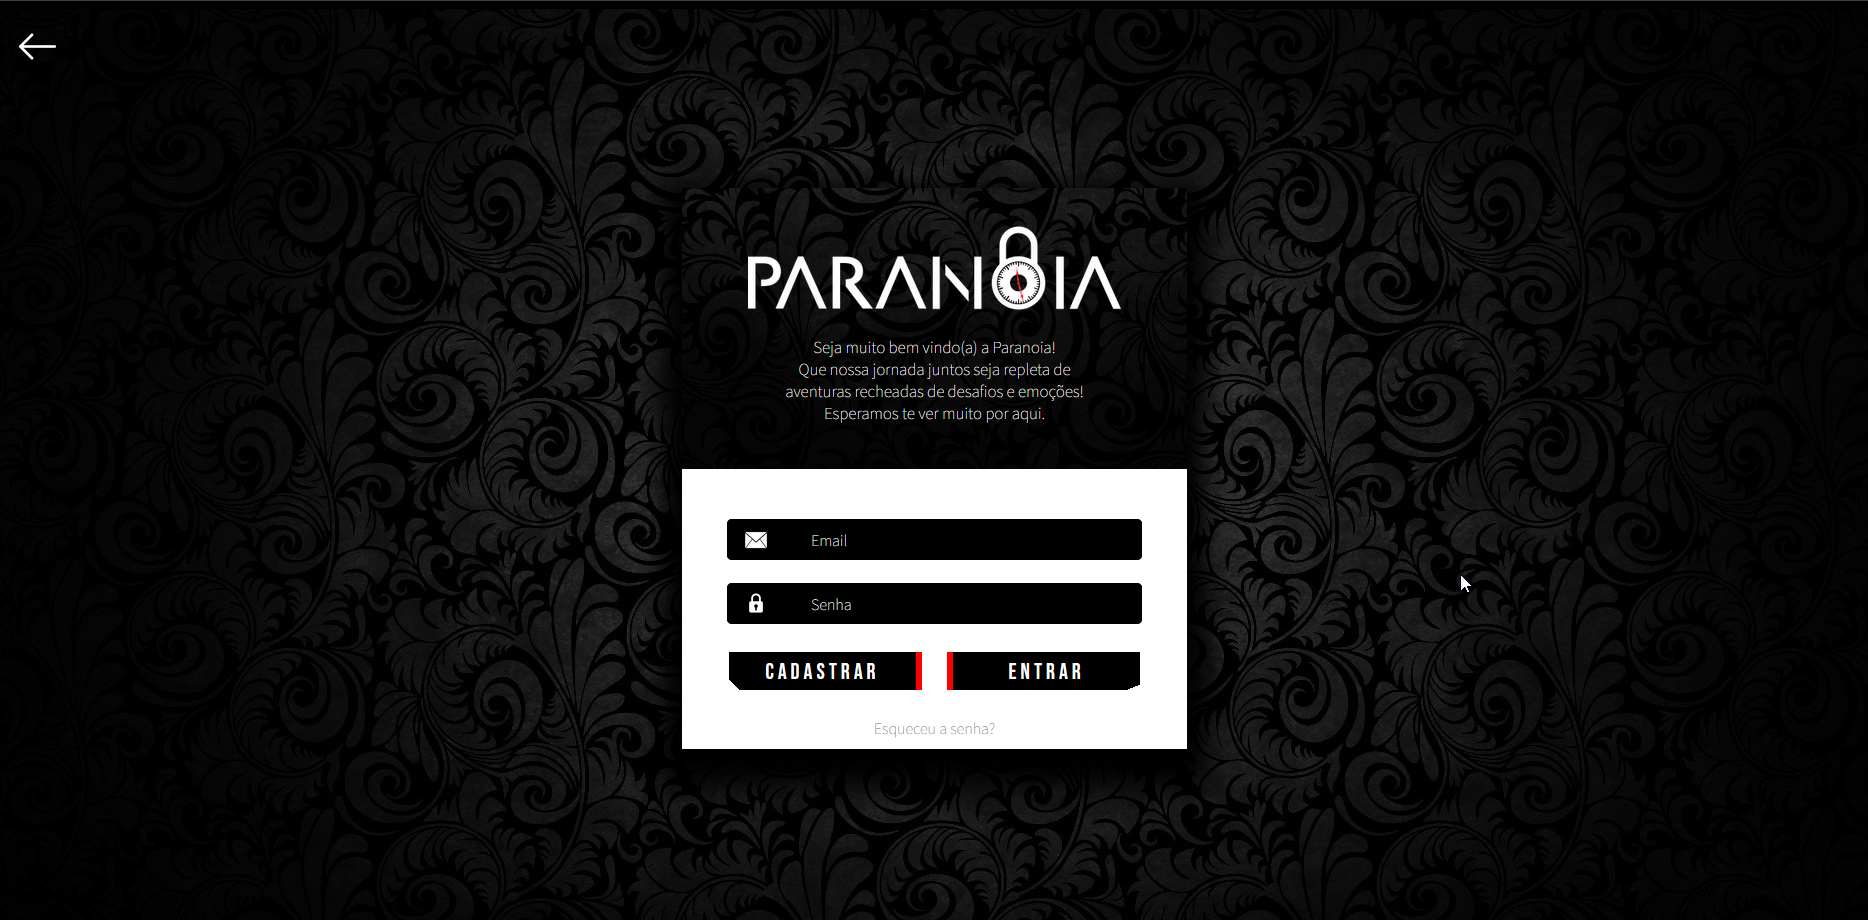 PARANOIA
Seja muito bem vindo(a) a Paranoia!
Que nossa jornada juntos seja repleta de
aventuras recheadas de desafios e emoções!
Esperamos te ver muito por aqui.
Email
Senha
CADASTRAR
ENTRAR
Esqueceu a senha?